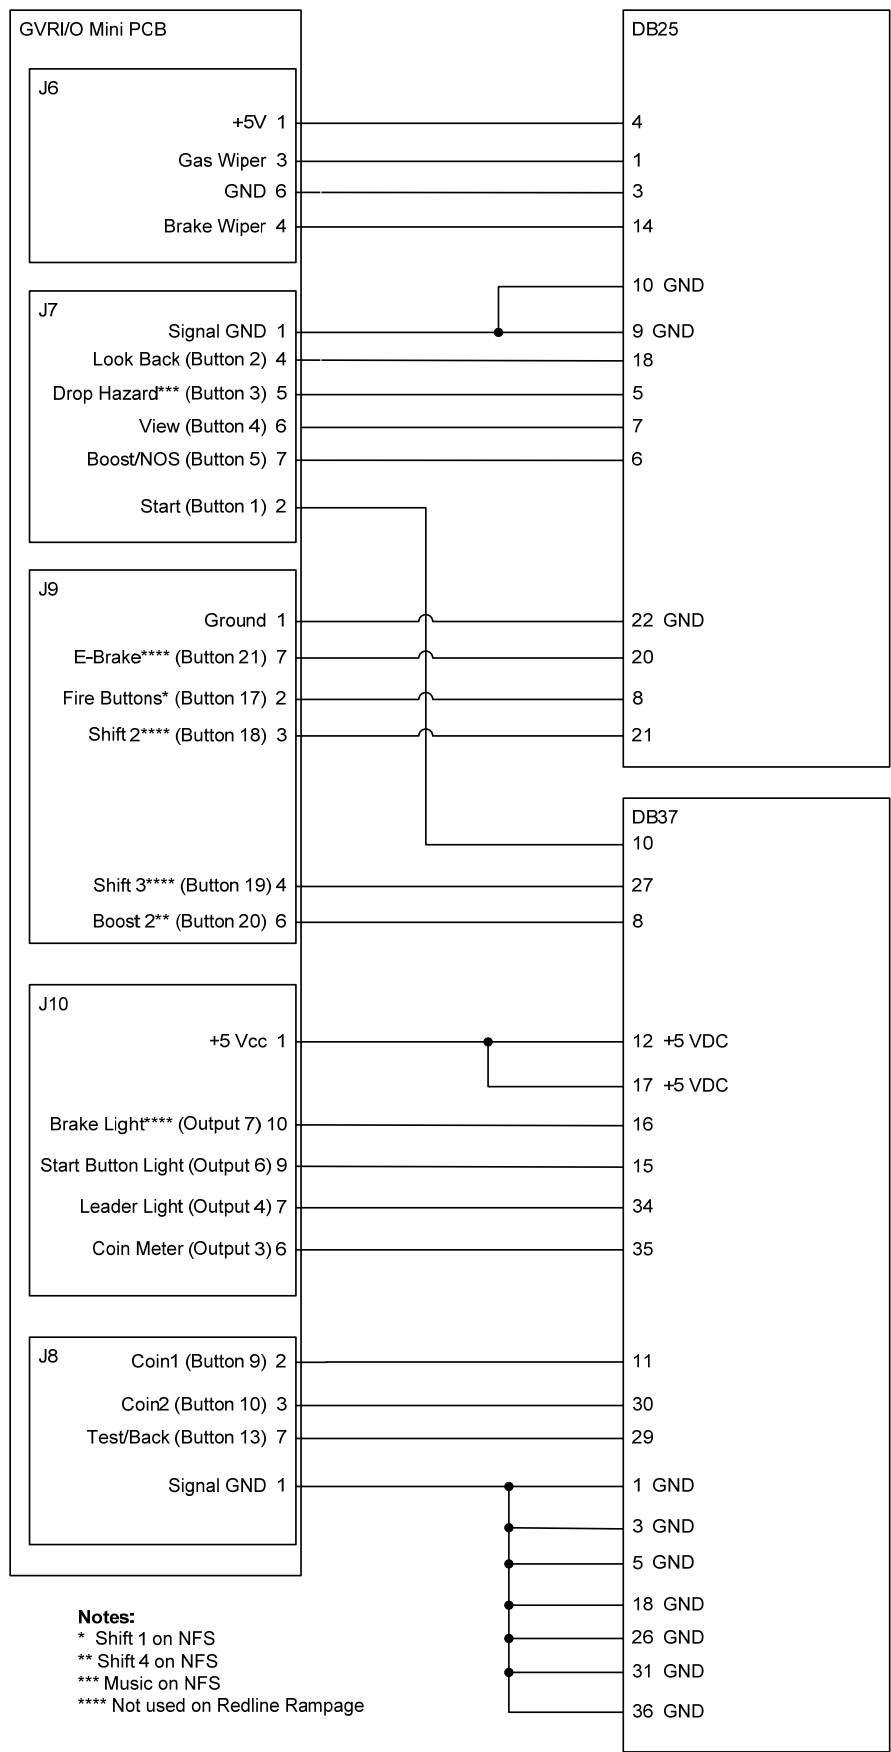 GVRI/O Mini PCB
DB25
J6
+5V 1
4
Gas Wiper 3
1
GND 6
3
Brake Wiper 4
14
10 GND
J7
Signal GND 1
9 GND
Look Back (Button 2) 4
18
Drop Hazard*** (Button 3) 5
5
View (Button 4) 6
7
Boost/NOS (Button 5) 7
6
Start (Button 1) 2
J9
Ground 1
22 GND
E-Brake**** (Button 21) 7
20
Fire Buttons* (Button 17) 2
8
Shift 2**** (Button 18) 3
21
DB37
10
Shift 3**** (Button 19) 4
27
Boost 2** (Button 20) 6
8
J10
+5 Vcc 1
12 +5 VDC
17 +5 VDC
Brake Light**** (Output 7) 10
16
Start Button Light (Output 6) 9
15
Leader Light (Output 4) 7
34
Coin Meter (Output 3) 6
35
J8
Coin1 (Button 9) 2
11
Coin2 (Button 10) 3
30
Test/Back (Button 13) 7
29
Signal GND 1
1 GND
3 GND
5 GND
18 GND
26 GND
31 GND
36 GND
Notes:
* Shift 1 on NFS
** Shift 4 on NFS
*** Music on NFS
**** Not used on Redline Rampage